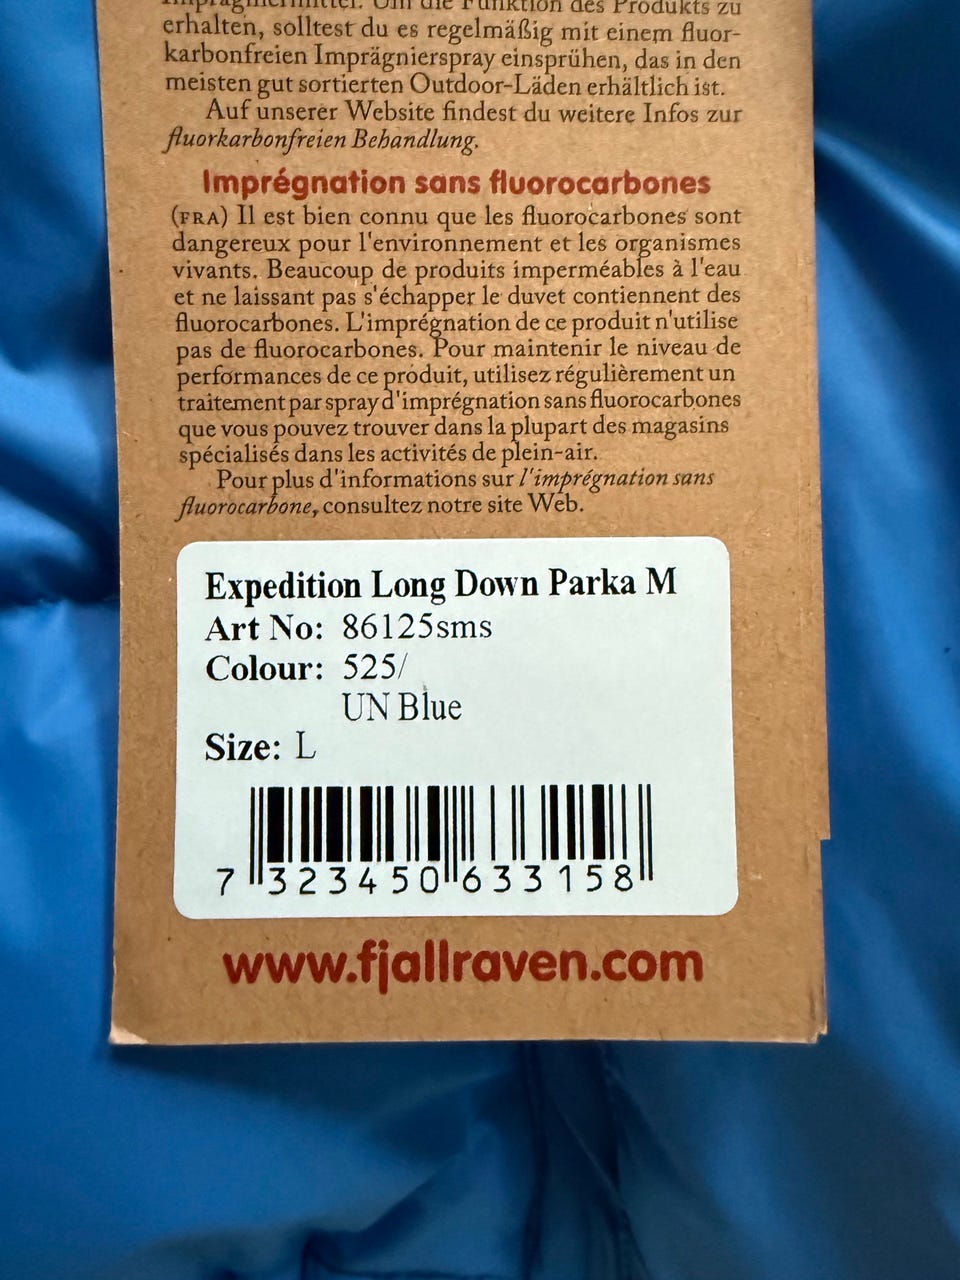 Imprägniermittel. Um die Funktion des Produkts zu
erhalten, solltest du es regelmäßig mit einem fluor-
karbonfreien Imprägnierspray einsprühen, das in den
meisten gut sortierten Outdoor-Läden erhältlich ist.
Auf unserer Website findest du weitere Infos zur
fluorkarbonfreien Behandlung.
Imprégnation sans fluorocarbones
(FRA) Il est bien connu que les fluorocarbones sont
dangereux pour l'environnement et les organismes
vivants. Beaucoup de produits imperméables à l'eau
et ne laissant pas s'échapper le duvet contiennent des
fluorocarbones. L'imprégnation de ce produit n'utilise
pas de fluorocarbones. Pour maintenir le niveau de
performances de ce produit, utilisez régulièrement un
traitement par spray d'imprégnation sans fluorocarbones
que vous pouvez trouver dans la plupart des magasins
spécialisés dans les activités de plein-air.
Pour plus d'informations sur l'imprégnation sans
fluorocarbone, consultez notre site Web.
Expedition Long Down Parka M
Art No: 86125sms
Colour: 525/
UN Blue
Size: L
7 323450 633158
www.fjallraven.com